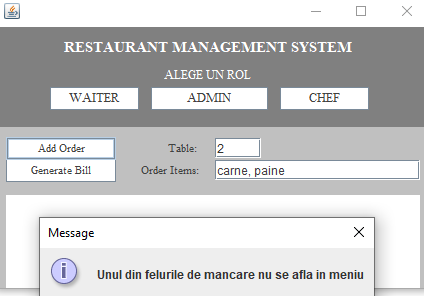 RESTAURANT MANAGEMENT SYSTEM
ALEGE UN ROL
WAITER ADMIN CHEF
Add Order Table: 2
Generate Bill Order Items: carne, paine
Message
Unul din felurile de mancare nu se afla in meniu